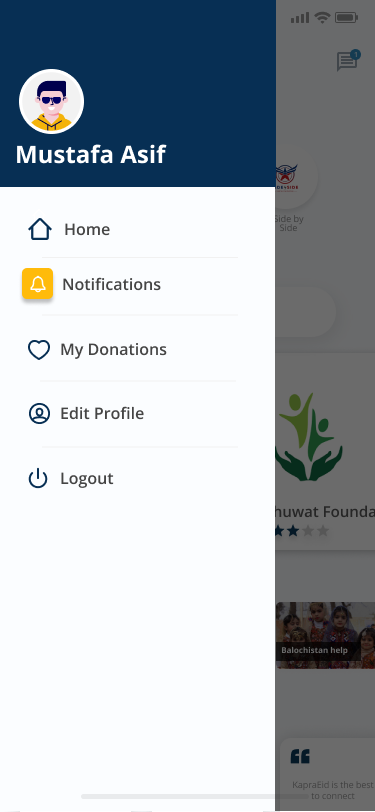 1
Mustafa Asif
Side by
Side
Home
Notifications
My Donations
Edit Profile
Logout
huwat Founda
Balochistan help
“
KapraEid is the best
to connect